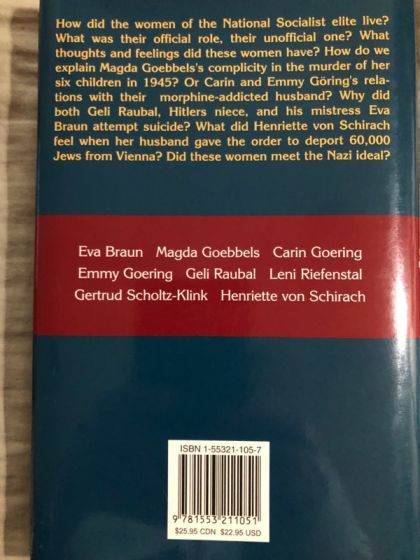 How did the women of the National Socialist elite live?
What was their official role, their unofficial one? What
thoughts and feelings did these women have? How do we
explain Magda Goebbels's complicity in the murder of her
six children in 1945? Or Carin and Emmy Göring's rela-
tions with their morphine-addicted husband? Why did
both Geli Raubal, Hitlers niece, and his mistress Eva
Braun attempt suicide? What did Henriette von Schirach
feel when her husband gave the order to deport 60,000
Jews from Vienna? Did these women meet the Nazi ideal?
Eva Braun Magda Goebbels Carin Goering
Emmy Goering Geli Raubal Leni Riefenstal
Gertrud Scholtz-Klink Henriette von Schirach
ISBN 1-55321-105-7
9 781553 211051
$25.95 CDN $22.95 USD